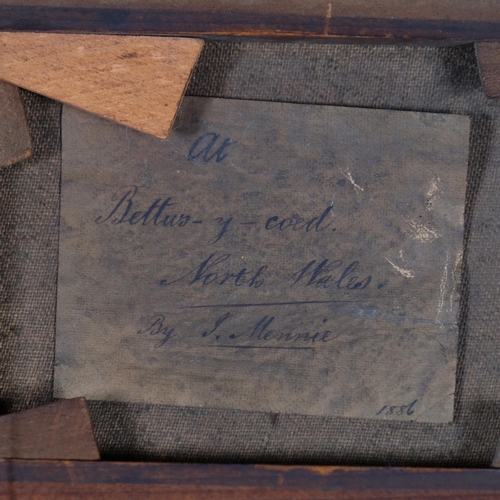 At
Bettws-y-coed.
North Wales.
By J. Mennie
1886